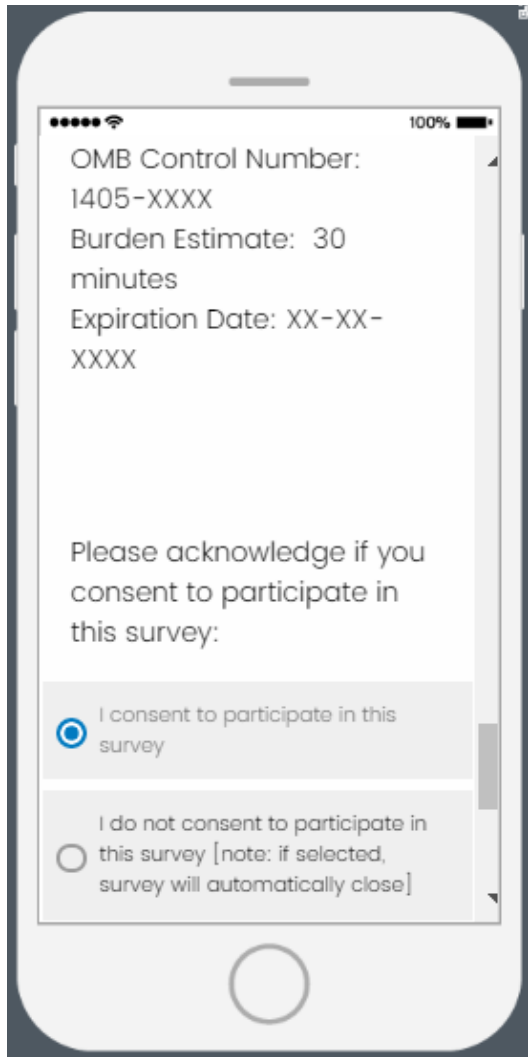 100%
OMB Control Number:
1405-XXXX
Burden Estimate:  30
minutes
Expiration Date: XX-XX-
XXXX
Please acknowledge if you
consent to participate in
this survey:
I consent to participate in this
survey
I do not consent to participate in
this survey [note: if selected,
survey will automatically close]